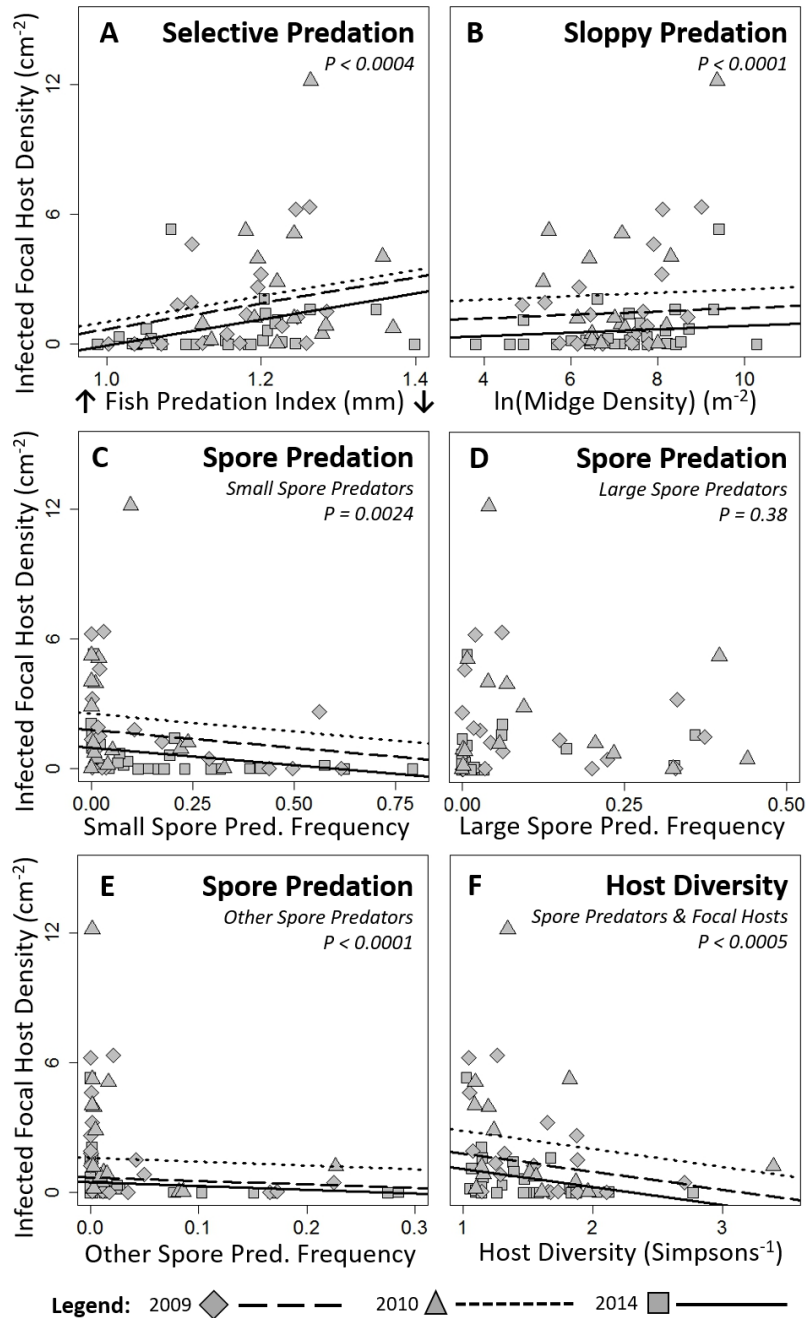 A Selective Predation
P < 0.0004
Infected Focal Host Density (cm⁻²)
12
6
0
1.0 1.2 1.4
↑ Fish Predation Index (mm) ↓
B Sloppy Predation
P < 0.0001
4 6 8 10
ln(Midge Density) (m⁻²)
C Spore Predation
Small Spore Predators
P = 0.0024
Infected Focal Host Density (cm⁻²)
12
6
0
0.00 0.25 0.50 0.75
Small Spore Pred. Frequency
D Spore Predation
Large Spore Predators
P = 0.38
0.00 0.25 0.50
Large Spore Pred. Frequency
E Spore Predation
Other Spore Predators
P < 0.0001
Infected Focal Host Density (cm⁻²)
12
6
0
0.0 0.1 0.2 0.3
Other Spore Pred. Frequency
F Host Diversity
Spore Predators & Focal Hosts
P < 0.0005
1 2 3
Host Diversity (Simpsons⁻¹)
Legend: 2009 2010 2014